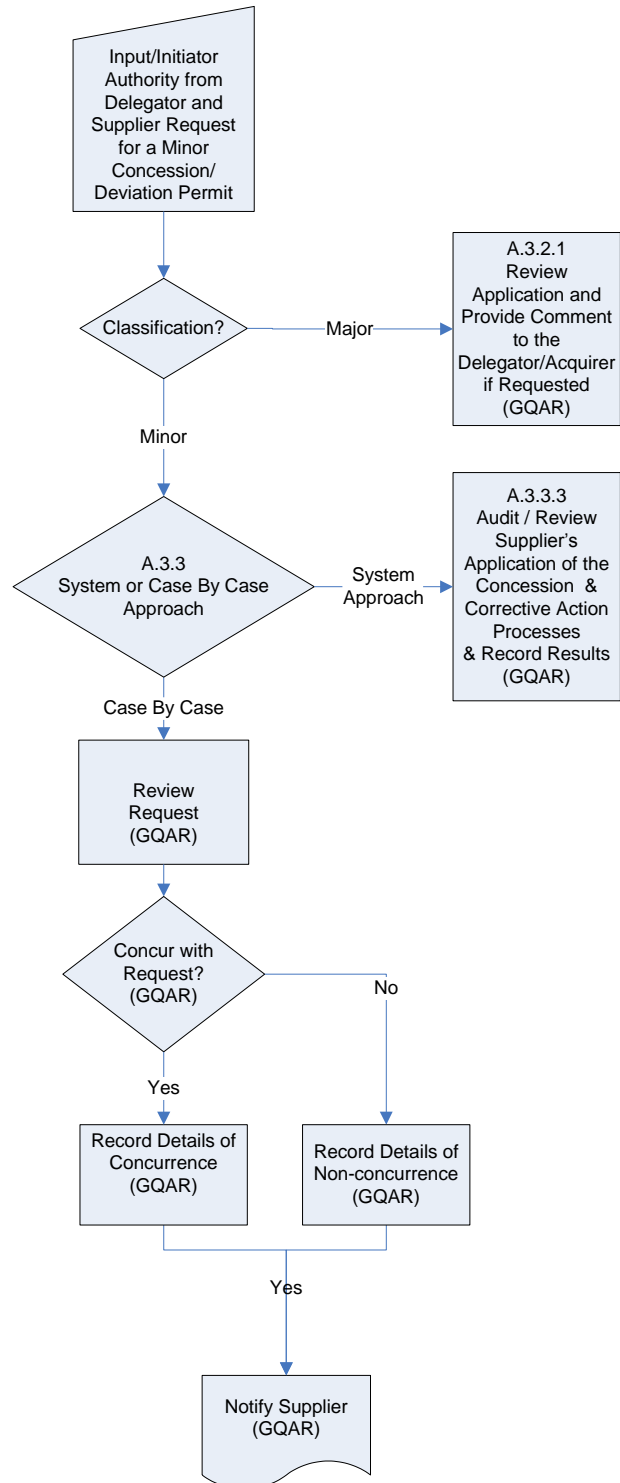 Input/Initiator
Authority from
Delegator and
Supplier Request
for a Minor
Concession/
Deviation Permit
Classification?
Major
A.3.2.1
Review
Application and
Provide Comment
to the
Delegator/Acquirer
if Requested
(GQAR)
Minor
A.3.3
System or Case By Case
Approach
System
Approach
A.3.3.3
Audit / Review
Supplier’s
Application of the
Concession &
Corrective Action
Processes
& Record Results
(GQAR)
Case By Case
Review
Request
(GQAR)
Concur with
Request?
(GQAR)
No
Yes
Record Details of
Concurrence
(GQAR)
Record Details of
Non-concurrence
(GQAR)
Yes
Notify Supplier
(GQAR)